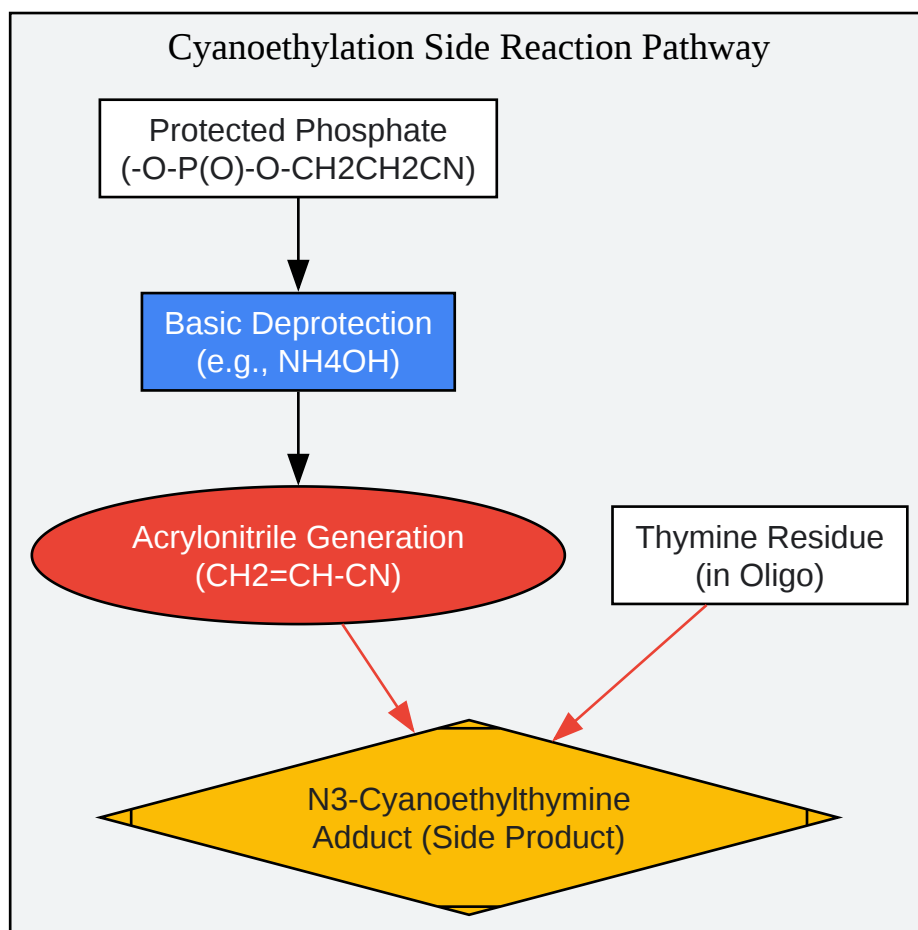 Cyanoethylation Side Reaction Pathway
Protected Phosphate
(-O-P(O)-O-CH2CH2CN)
Basic Deprotection
(e.g., NH4OH)
Acrylonitrile Generation
(CH2=CH-CN)
Thymine Residue
(in Oligo)
N3-Cyanoethylthymine
Adduct (Side Product)